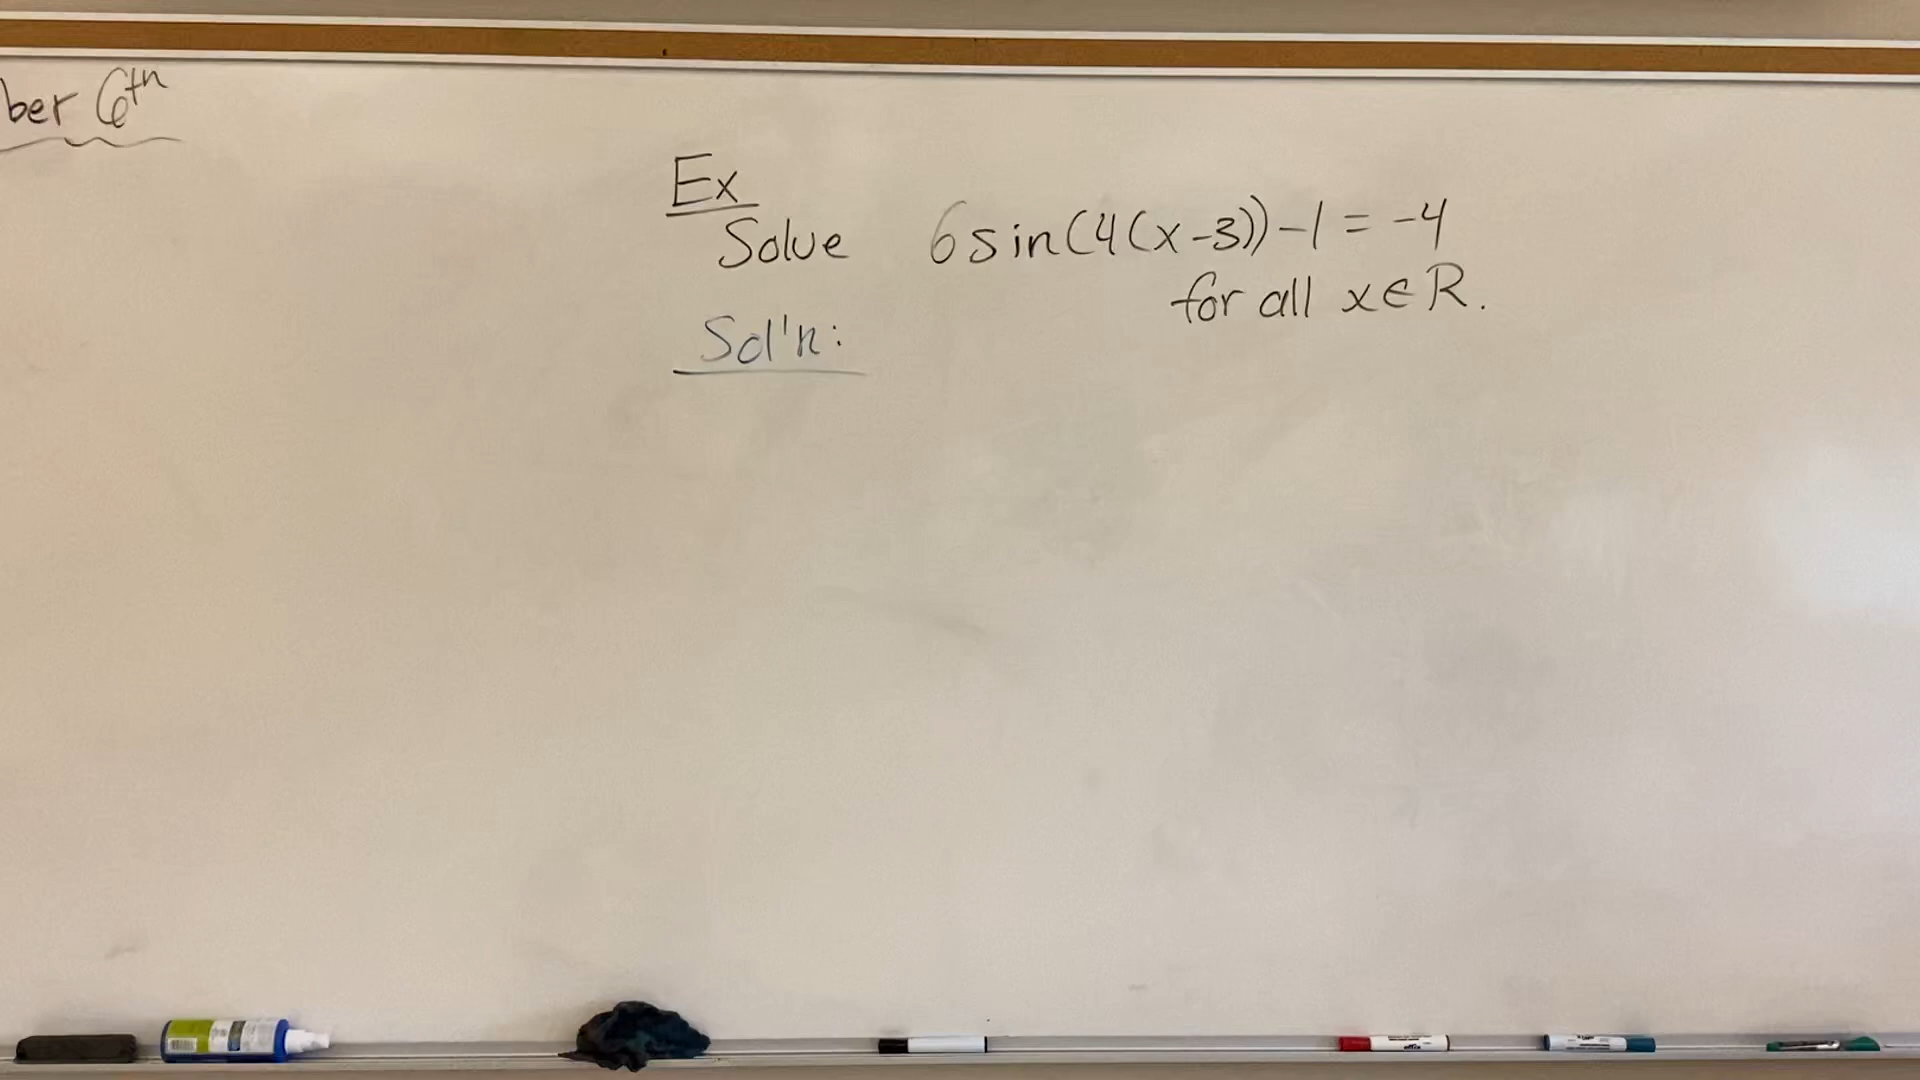 ber 6th
Ex
Solve 6sin(4(x-3))-1 = -4
for all x∈R.
Sol'n: